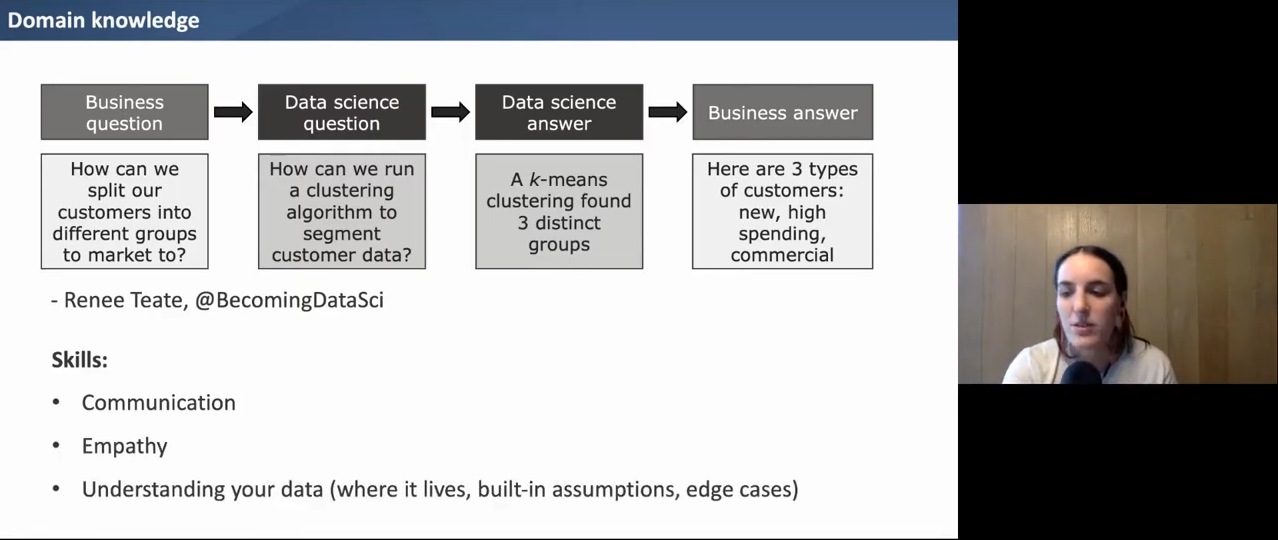 Domain knowledge
Business
question
Data science
question
Data science
answer
Business answer
How can we
split our
customers into
different groups
to market to?
How can we run
a clustering
algorithm to
segment
customer data?
A k-means
clustering found
3 distinct
groups
Here are 3 types
of customers:
new, high
spending,
commercial
- Renee Teate, @BecomingDataSci
Skills:
• Communication
• Empathy
• Understanding your data (where it lives, built-in assumptions, edge cases)